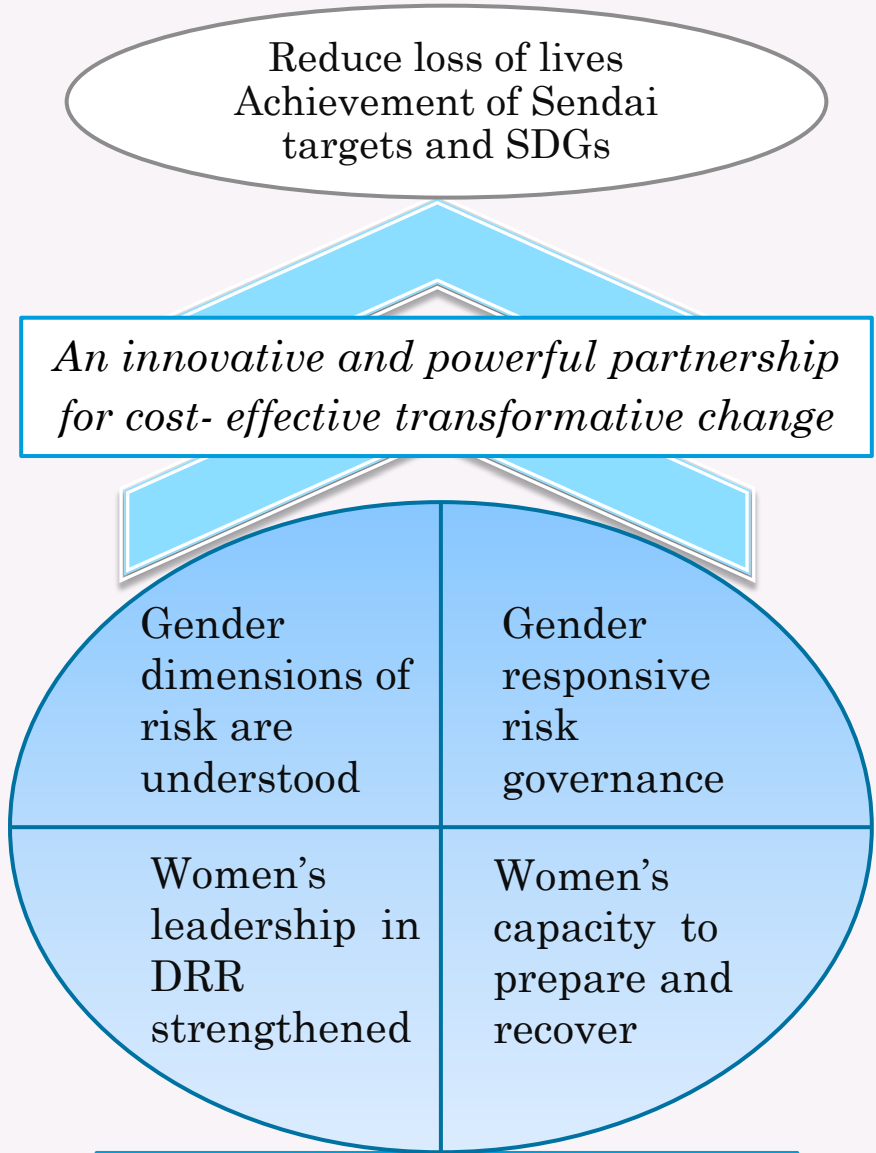 Reduce loss of lives
Achievement of Sendai
targets and SDGs
An innovative and powerful partnership
for cost- effective transformative change
Gender
dimensions of
risk are
understood
Gender
responsive
risk
governance
Women’s
leadership in
DRR
strengthened
Women’s
capacity to
prepare and
recover